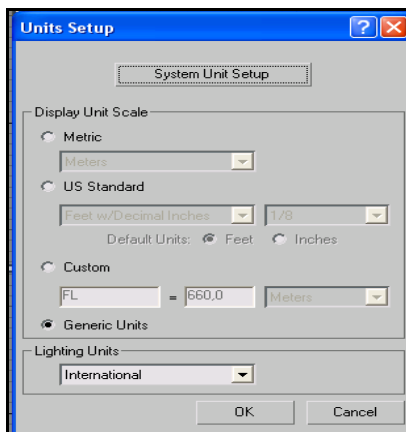 Units Setup
System Unit Setup
Display Unit Scale
Metric
Meters
US Standard
Feet w/Decimal Inches 1/8
Default Units: Feet Inches
Custom
FL = 660,0 Meters
Generic Units
Lighting Units
International
OK Cancel